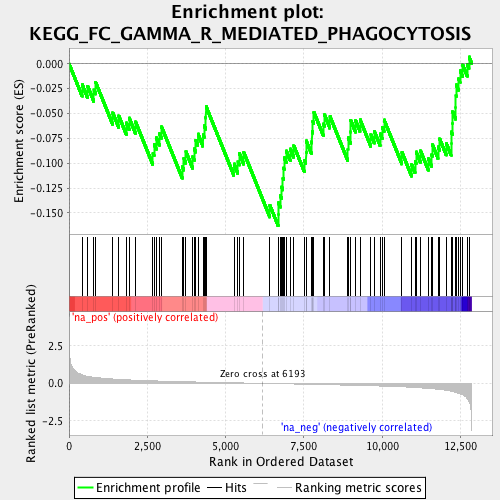 Enrichment plot:
KEGG_FC_GAMMA_R_MEDIATED_PHAGOCYTOSIS
Enrichment score (ES)
0.000
-0.025
-0.050
-0.075
-0.100
-0.125
-0.150
'na_pos' (positively correlated)
Ranked list metric (PreRanked)
2.5
0.0
-2.5
Zero cross at 6193
'na_neg' (negatively correlated)
0
2,500
5,000
7,500
10,000
12,500
Rank in Ordered Dataset
Enrichment profile
Hits
Ranking metric scores